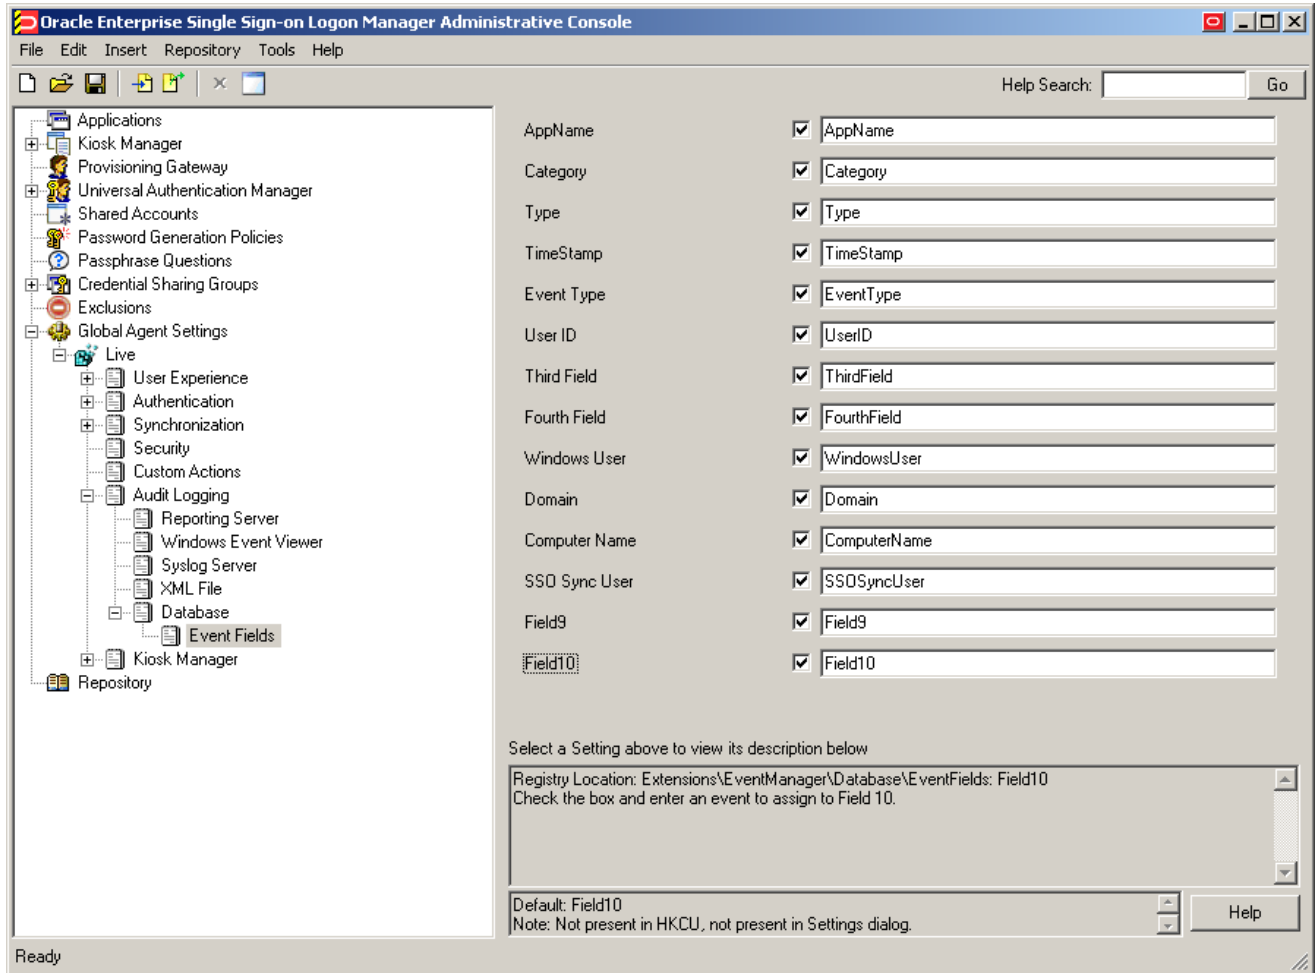 Oracle Enterprise Single Sign-on Logon Manager Administrative Console
File Edit Insert Repository Tools Help
Help Search: Go
Applications
Kiosk Manager
Provisioning Gateway
Universal Authentication Manager
Shared Accounts
Password Generation Policies
Passphrase Questions
Credential Sharing Groups
Exclusions
Global Agent Settings
Live
User Experience
Authentication
Synchronization
Security
Custom Actions
Audit Logging
Reporting Server
Windows Event Viewer
Syslog Server
XML File
Database
Event Fields
Kiosk Manager
Repository
AppName AppName
Category Category
Type Type
TimeStamp TimeStamp
Event Type EventType
User ID UserID
Third Field ThirdField
Fourth Field FourthField
Windows User WindowsUser
Domain Domain
Computer Name ComputerName
SSO Sync User SSOSyncUser
Field9 Field9
Field10 Field10
Select a Setting above to view its description below
Registry Location: Extensions\EventManager\Database\EventFields: Field10
Check the box and enter an event to assign to Field 10.
Default: Field10
Note: Not present in HKCU, not present in Settings dialog.
Help
Ready